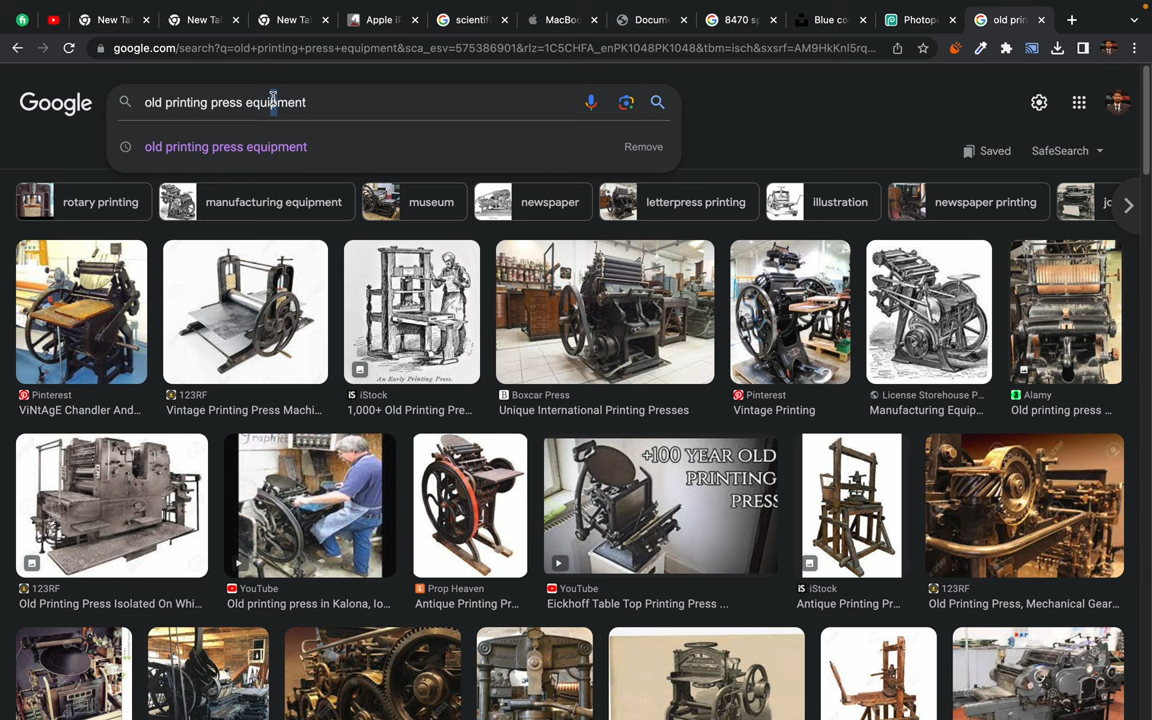 New Ta
New Ta
New Ta
Apple i
scientif
MacBo
Docum
8470 s
Blue co
Photop
old prin
google.com/search?q=old+printing+press+equipment&sca_esv=575386901&rlz=1C5CHFA_enPK1048PK1048&tbm=isch&sxsrf=AM9HkKnl5rq...
Google
old printing press equipment
old printing press equipment
Remove
Saved
SafeSearch
rotary printing
manufacturing equipment
museum
newspaper
letterpress printing
illustration
newspaper printing
An Early Printing Press.
Pinterest
ViNtAgE Chandler And...
123RF
Vintage Printing Press Machi...
iStock
1,000+ Old Printing Pre...
Boxcar Press
Unique International Printing Presses
Pinterest
Vintage Printing
License Storehouse P...
Manufacturing Equip...
Alamy
Old printing press ...
Graphic
+100 YEAR OLD
PRINTING
PRESS
123RF
Old Printing Press Isolated On Whi...
YouTube
Old printing press in Kalona, Io...
Prop Heaven
Antique Printing Pr...
YouTube
Eickhoff Table Top Printing Press ...
iStock
Antique Printing Pr...
123RF
Old Printing Press, Mechanical Gear...